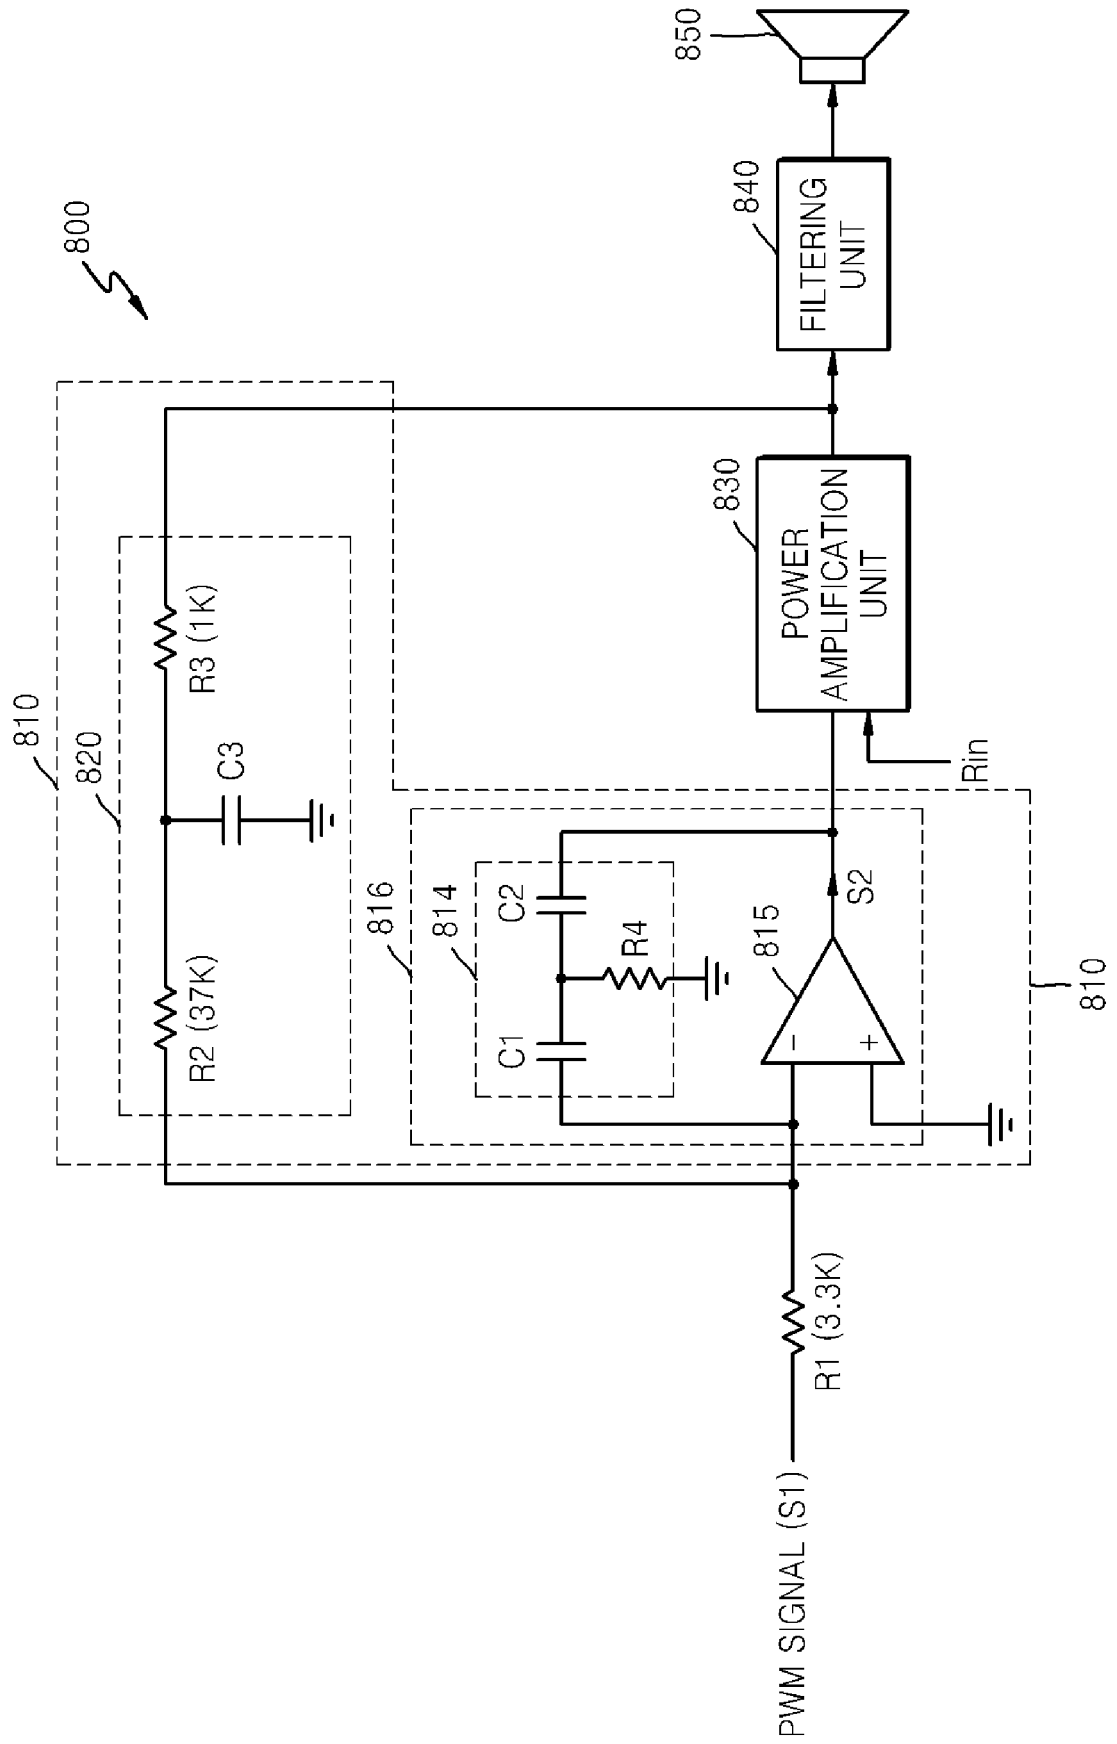 800
810
820
R2 (37K)
R3 (1K)
C3
816
814
C1
C2
R4
815
-
+
S2
810
PWM SIGNAL (S1)
R1 (3.3K)
Rin
830
POWER
AMPLIFICATION
UNIT
840
FILTERING
UNIT
850